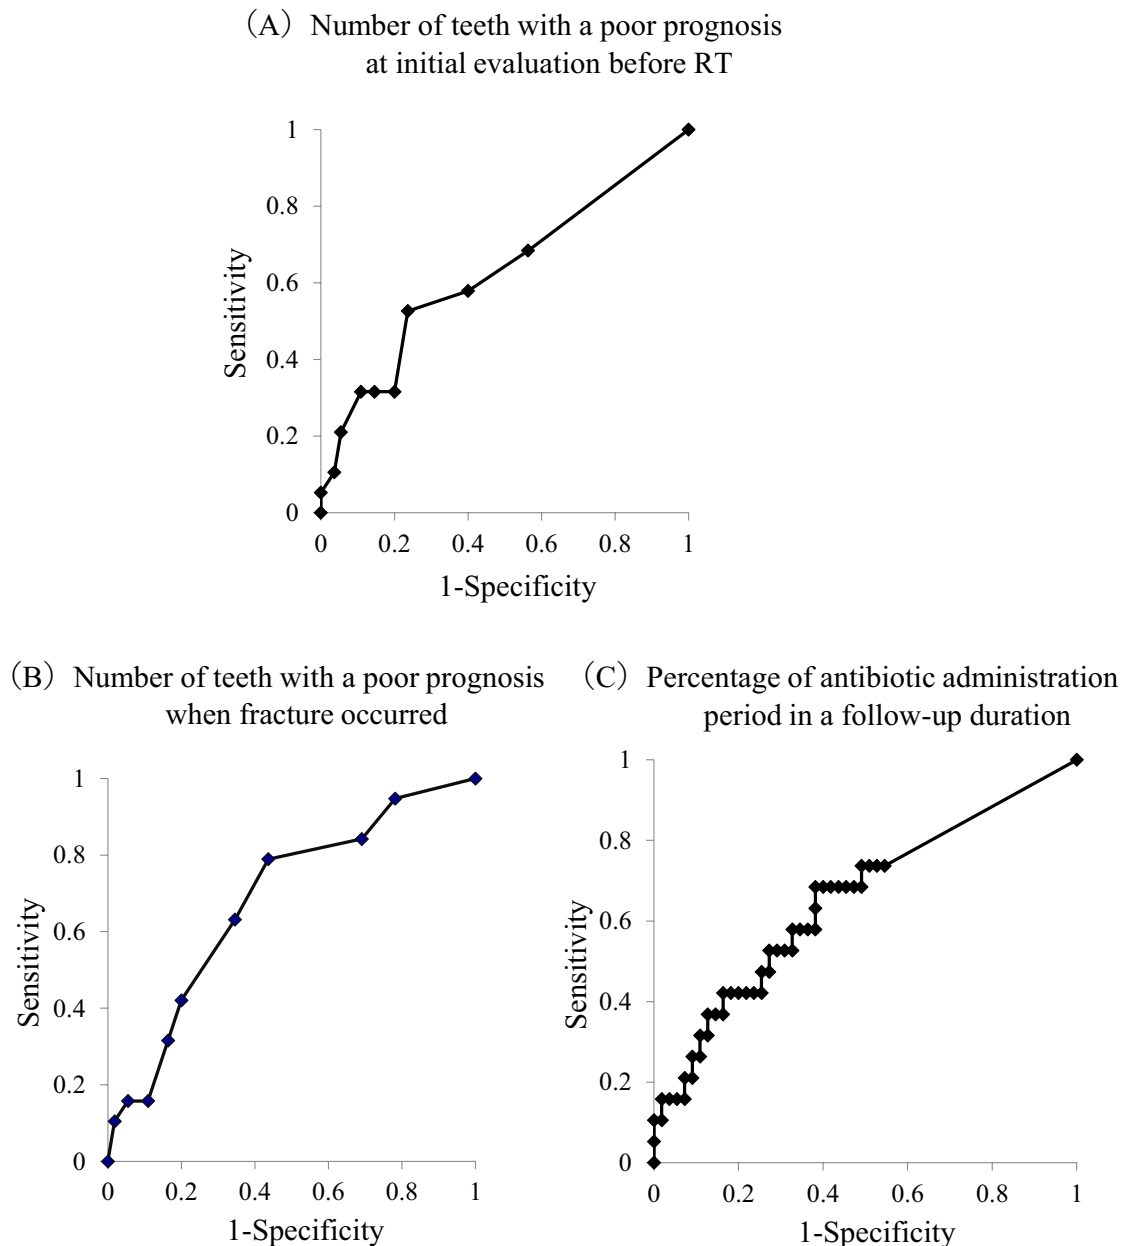 （A）Number of teeth with a poor prognosis
at initial evaluation before RT
1
0.8
0.6
0.4
0.2
0
Sensitivity
0 0.2 0.4 0.6 0.8 1
1-Specificity
（B）Number of teeth with a poor prognosis
when fracture occurred
1
0.8
0.6
0.4
0.2
0
Sensitivity
0 0.2 0.4 0.6 0.8 1
1-Specificity
（C）Percentage of antibiotic administration
period in a follow-up duration
1
0.8
0.6
0.4
0.2
0
Sensitivity
0 0.2 0.4 0.6 0.8 1
1-Specificity